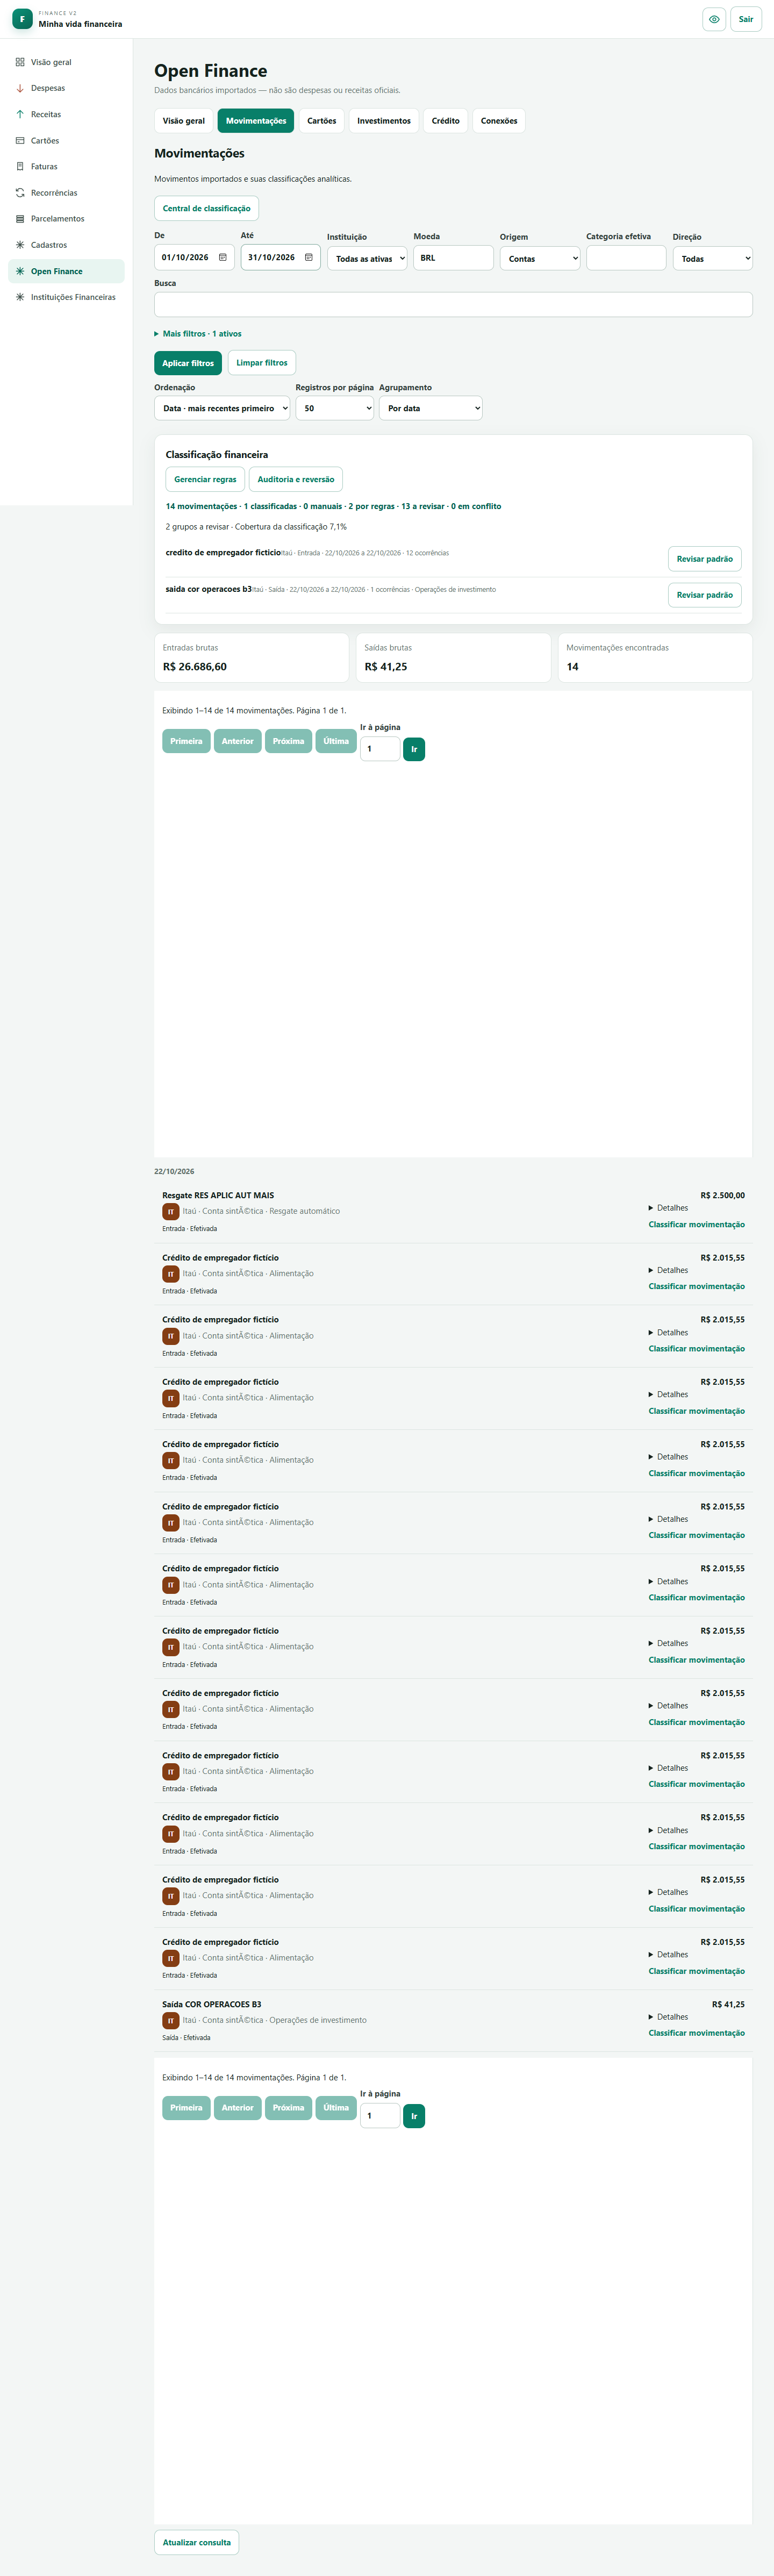 F
FINANCE V2
Minha vida financeira
Sair
Visão geral
Despesas
Receitas
Cartões
Faturas
Recorrências
Parcelamentos
Cadastros
Open Finance
Instituições Financeiras
Open Finance
Dados bancários importados — não são despesas ou receitas oficiais.
Visão geral
Movimentações
Cartões
Investimentos
Crédito
Conexões
Movimentações
Movimentos importados e suas classificações analíticas.
Central de classificação
De
Até
Instituição
Moeda
Origem
Categoria efetiva
Direção
01/10/2026
31/10/2026
Todas as ativas
BRL
Contas
Todas
Busca
Mais filtros · 1 ativos
Aplicar filtros
Limpar filtros
Ordenação
Registros por página
Agrupamento
Data · mais recentes primeiro
50
Por data
Classificação financeira
Gerenciar regras
Auditoria e reversão
14 movimentações · 1 classificadas · 0 manuais · 2 por regras · 13 a revisar · 0 em conflito
2 grupos a revisar · Cobertura da classificação 7,1%
credito de empregador ficticioItaú · Entrada · 22/10/2026 a 22/10/2026 · 12 ocorrências
Revisar padrão
saida cor operacoes b3Itaú · Saída · 22/10/2026 a 22/10/2026 · 1 ocorrências · Operações de investimento
Revisar padrão
Entradas brutas
R$ 26.686,60
Saídas brutas
R$ 41,25
Movimentações encontradas
14
Exibindo 1–14 de 14 movimentações. Página 1 de 1.
Primeira
Anterior
Próxima
Última
Ir à página
1
Ir
22/10/2026
Resgate RES APLIC AUT MAIS
R$ 2.500,00
IT
Itaú · Conta sintÃ©tica · Resgate automático
Detalhes
Entrada · Efetivada
Classificar movimentação
Crédito de empregador fictício
R$ 2.015,55
IT
Itaú · Conta sintÃ©tica · Alimentação
Detalhes
Entrada · Efetivada
Classificar movimentação
Crédito de empregador fictício
R$ 2.015,55
IT
Itaú · Conta sintÃ©tica · Alimentação
Detalhes
Entrada · Efetivada
Classificar movimentação
Crédito de empregador fictício
R$ 2.015,55
IT
Itaú · Conta sintÃ©tica · Alimentação
Detalhes
Entrada · Efetivada
Classificar movimentação
Crédito de empregador fictício
R$ 2.015,55
IT
Itaú · Conta sintÃ©tica · Alimentação
Detalhes
Entrada · Efetivada
Classificar movimentação
Crédito de empregador fictício
R$ 2.015,55
IT
Itaú · Conta sintÃ©tica · Alimentação
Detalhes
Entrada · Efetivada
Classificar movimentação
Crédito de empregador fictício
R$ 2.015,55
IT
Itaú · Conta sintÃ©tica · Alimentação
Detalhes
Entrada · Efetivada
Classificar movimentação
Crédito de empregador fictício
R$ 2.015,55
IT
Itaú · Conta sintÃ©tica · Alimentação
Detalhes
Entrada · Efetivada
Classificar movimentação
Crédito de empregador fictício
R$ 2.015,55
IT
Itaú · Conta sintÃ©tica · Alimentação
Detalhes
Entrada · Efetivada
Classificar movimentação
Crédito de empregador fictício
R$ 2.015,55
IT
Itaú · Conta sintÃ©tica · Alimentação
Detalhes
Entrada · Efetivada
Classificar movimentação
Crédito de empregador fictício
R$ 2.015,55
IT
Itaú · Conta sintÃ©tica · Alimentação
Detalhes
Entrada · Efetivada
Classificar movimentação
Crédito de empregador fictício
R$ 2.015,55
IT
Itaú · Conta sintÃ©tica · Alimentação
Detalhes
Entrada · Efetivada
Classificar movimentação
Crédito de empregador fictício
R$ 2.015,55
IT
Itaú · Conta sintÃ©tica · Alimentação
Detalhes
Entrada · Efetivada
Classificar movimentação
Saída COR OPERACOES B3
R$ 41,25
IT
Itaú · Conta sintÃ©tica · Operações de investimento
Detalhes
Saída · Efetivada
Classificar movimentação
Exibindo 1–14 de 14 movimentações. Página 1 de 1.
Primeira
Anterior
Próxima
Última
Ir à página
1
Ir
Atualizar consulta